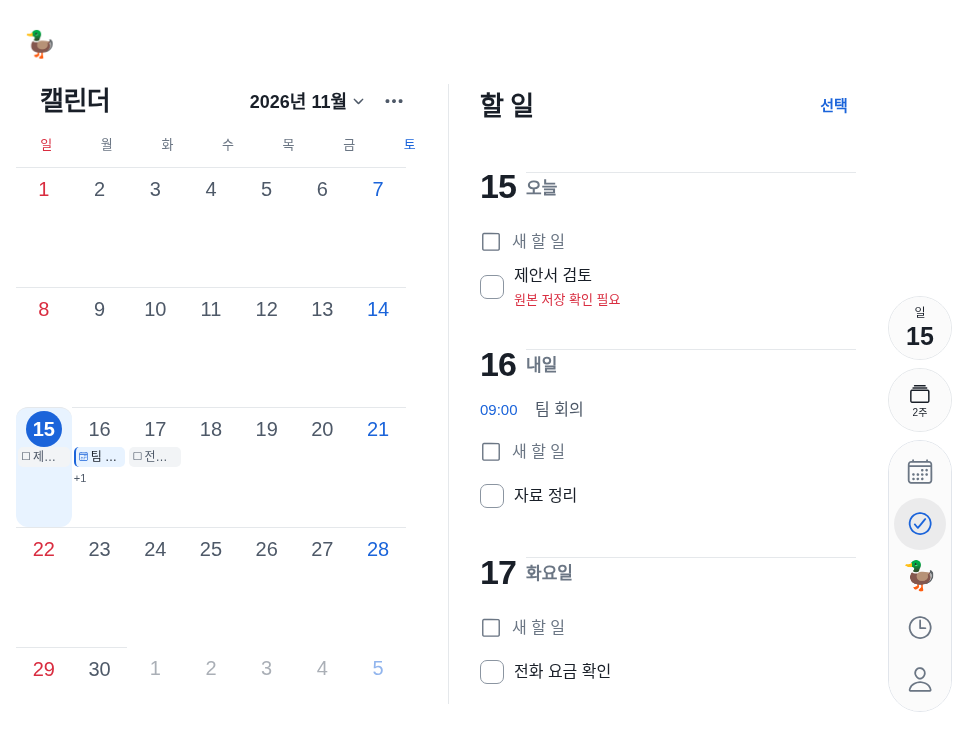 캘린더
2026년 11월
일 월 화 수 목 금 토
1 2 3 4 5 6 7
8 9 10 11 12 13 14
15 16 17 18 19 20 21
제… 팀 … 전…
+1
22 23 24 25 26 27 28
29 30 1 2 3 4 5
할 일
선택
15 오늘
새 할 일
제안서 검토
원본 저장 확인 필요
16 내일
09:00 팀 회의
새 할 일
자료 정리
17 화요일
새 할 일
전화 요금 확인
일
15
2주